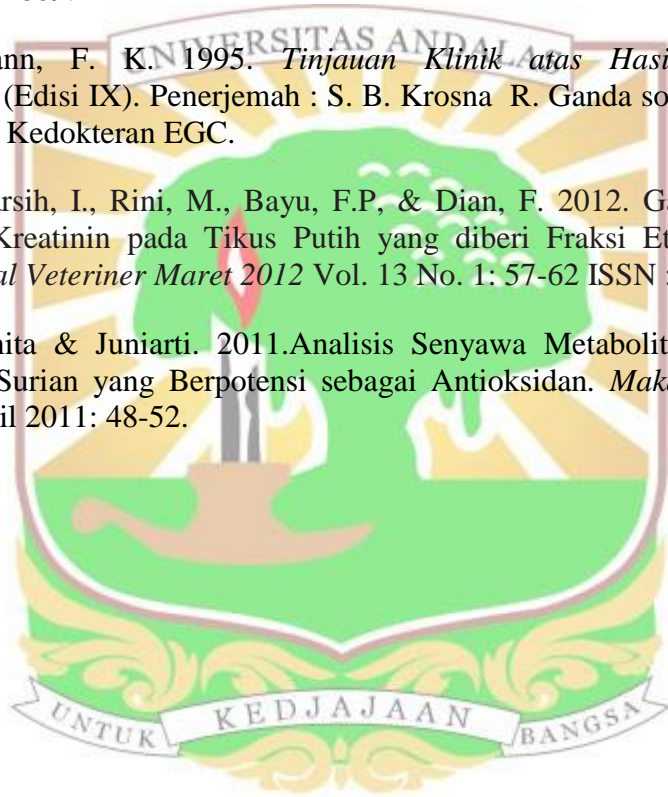 UNIVERSITAS ANDALAS
ann, F. K. 1995. Tinjauan Klinik atas Hasi
(Edisi IX). Penerjemah : S. B. Krosna R. Ganda so
Kedokteran EGC.
arsih, I., Rini, M., Bayu, F.P, & Dian, F. 2012. Ga
Kreatinin pada Tikus Putih yang diberi Fraksi Et
al Veteriner Maret 2012 Vol. 13 No. 1: 57-62 ISSN :
nita & Juniarti. 2011.Analisis Senyawa Metabolit
Surian yang Berpotensi sebagai Antioksidan. Mak
il 2011: 48-52.
UNTUK KEDJAJAAN BANGSA